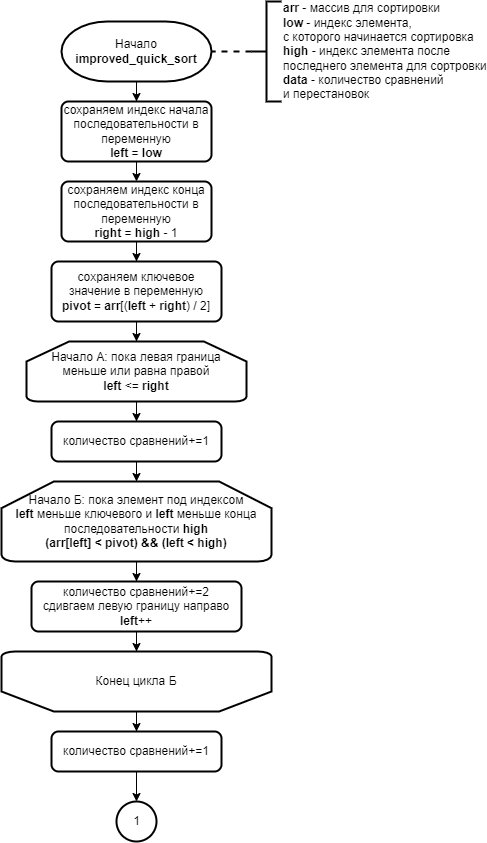 Начало
improved_quick_sort
arr - массив для сортировки
low - индекс элемента,
с которого начинается сортировка
high - индекс элемента после
последнего элемента для сортровки
data - количество сравнений
и перестановок
сохраняем индекс начала
последовательности в
переменную
left = low
сохраняем индекс конца
последовательности в
переменную
right = high - 1
сохраняем ключевое
значение в переменную
pivot = arr[(left + right) / 2]
Начало А: пока левая граница
меньше или равна правой
left <= right
количество сравнений+=1
Начало Б: пока элемент под индексом
left меньше ключевого и left меньше конца
последовательности high
(arr[left] < pivot) && (left < high)
количество сравнений+=2
сдивгаем левую границу направо
left++
Конец цикла Б
количество сравнений+=1
1